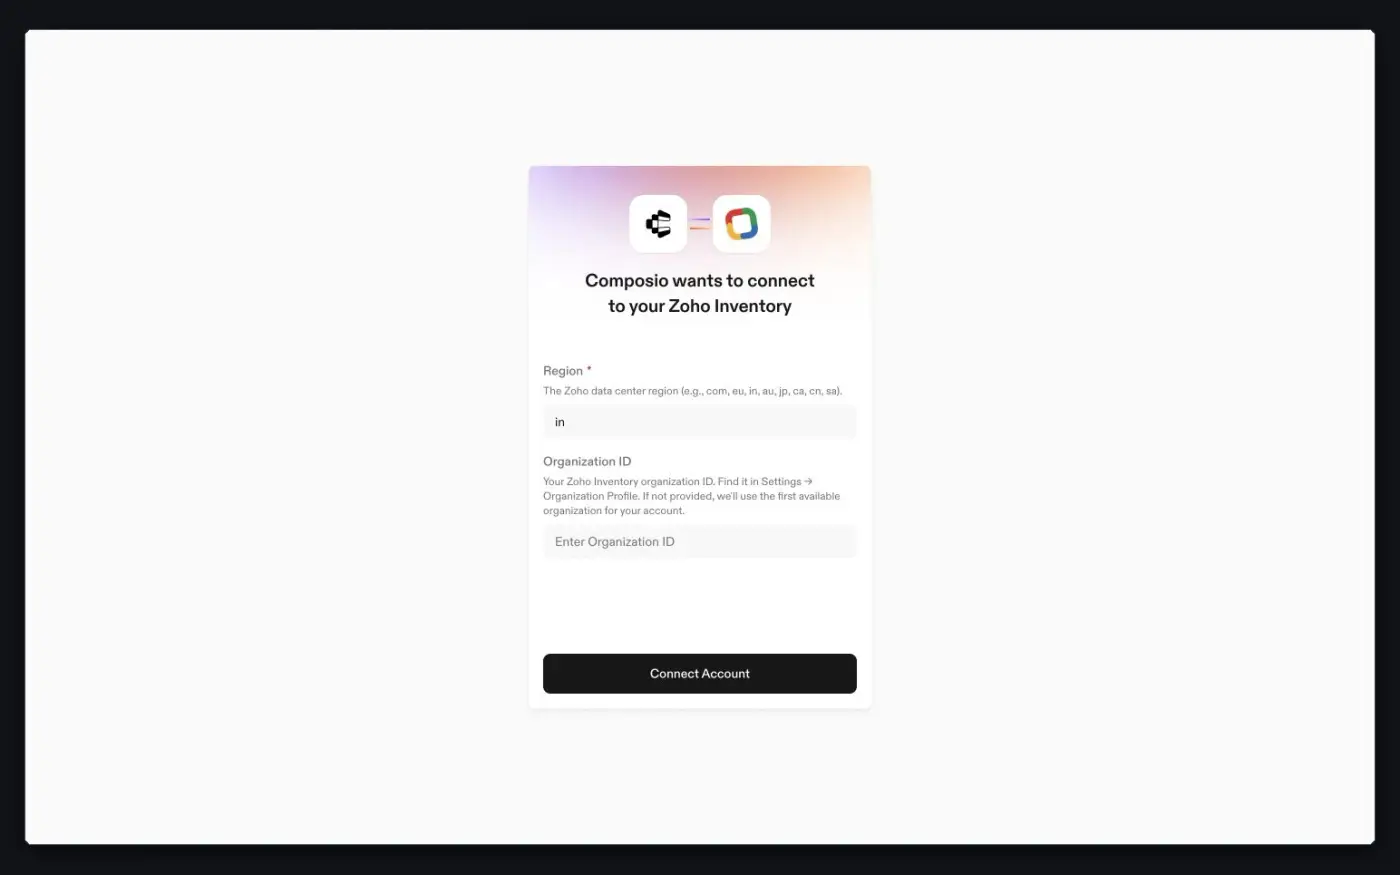 Composio wants to connect
to your Zoho Inventory
Region *
The Zoho data center region (e.g., com, eu, in, au, jp, ca, cn, sa).
in
Organization ID
Your Zoho Inventory organization ID. Find it in Settings →
Organization Profile. If not provided, we'll use the first available
organization for your account.
Enter Organization ID
Connect Account